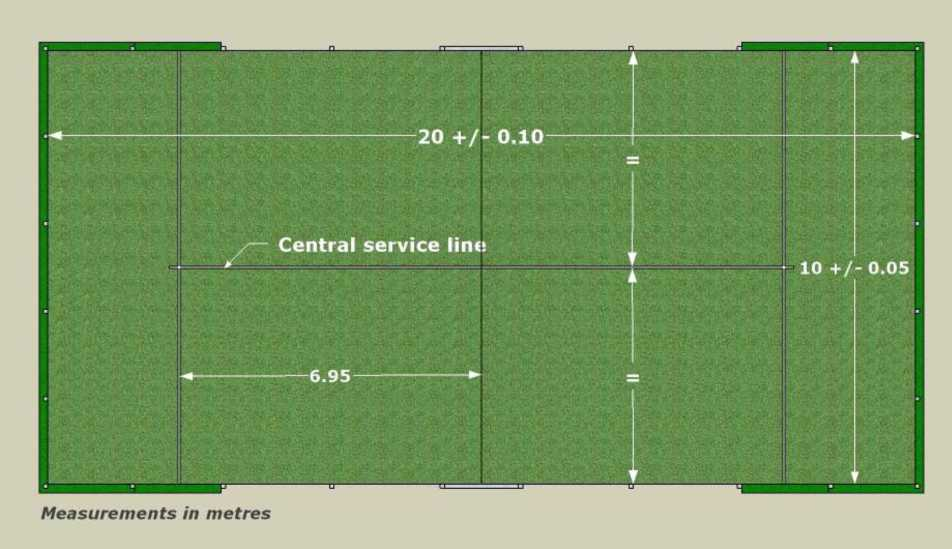 20 +/- 0.10
=
Central service line
10 +/- 0.05
6.95
=
Measurements in metres